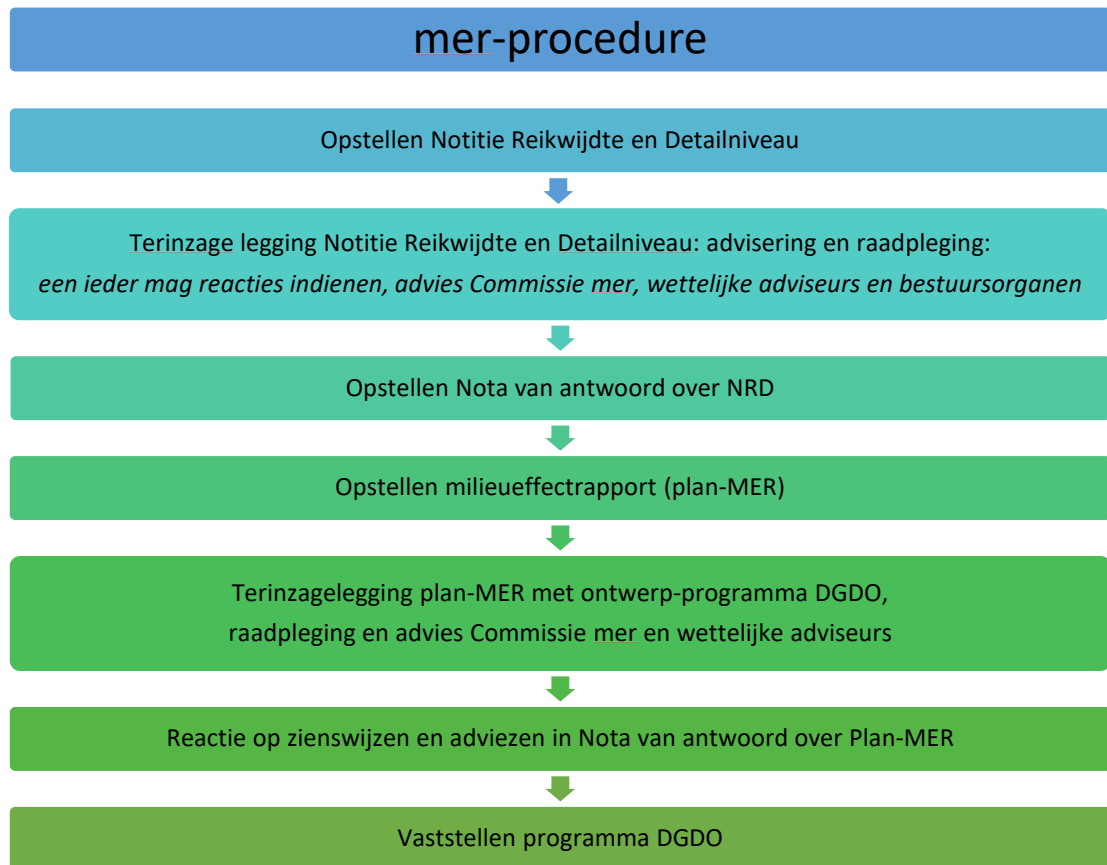 mer-procedure
Opstellen Notitie Reikwijdte en Detailniveau
Terinzage legging Notitie Reikwijdte en Detailniveau: advisering en raadpleging:
een ieder mag reacties indienen, advies Commissie mer, wettelijke adviseurs en bestuursorganen
Opstellen Nota van antwoord over NRD
Opstellen milieueffectrapport (plan-MER)
Terinzagelegging plan-MER met ontwerp-programma DGDO,
raadpleging en advies Commissie mer en wettelijke adviseurs
Reactie op zienswijzen en adviezen in Nota van antwoord over Plan-MER
Vaststellen programma DGDO